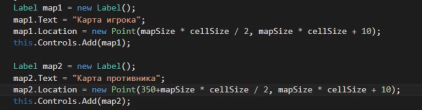 Label map1 = new Label();
map1.Text = "Карта игрока";
map1.Location = new Point(mapSize * cellSize / 2, mapSize * cellSize + 10);
this.Controls.Add(map1);
Label map2 = new Label();
map2.Text = "Карта противника";
map2.Location = new Point(350+mapSize * cellSize / 2, mapSize * cellSize + 10);
this.Controls.Add(map2);